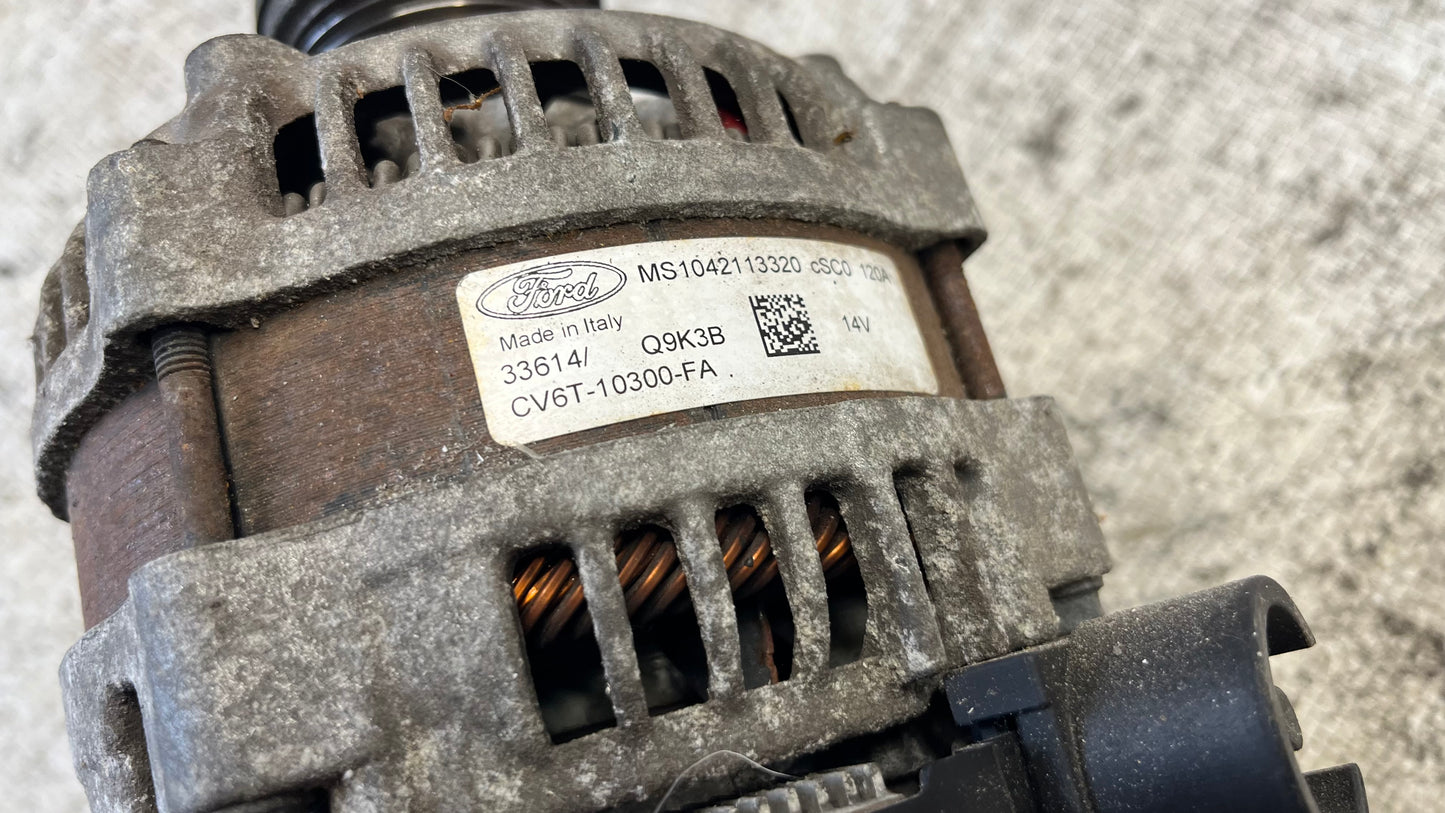 Ford MS1042113320 cSC0 120A
Made in Italy
33614/ Q9K3B 14V
CV6T-10300-FA .